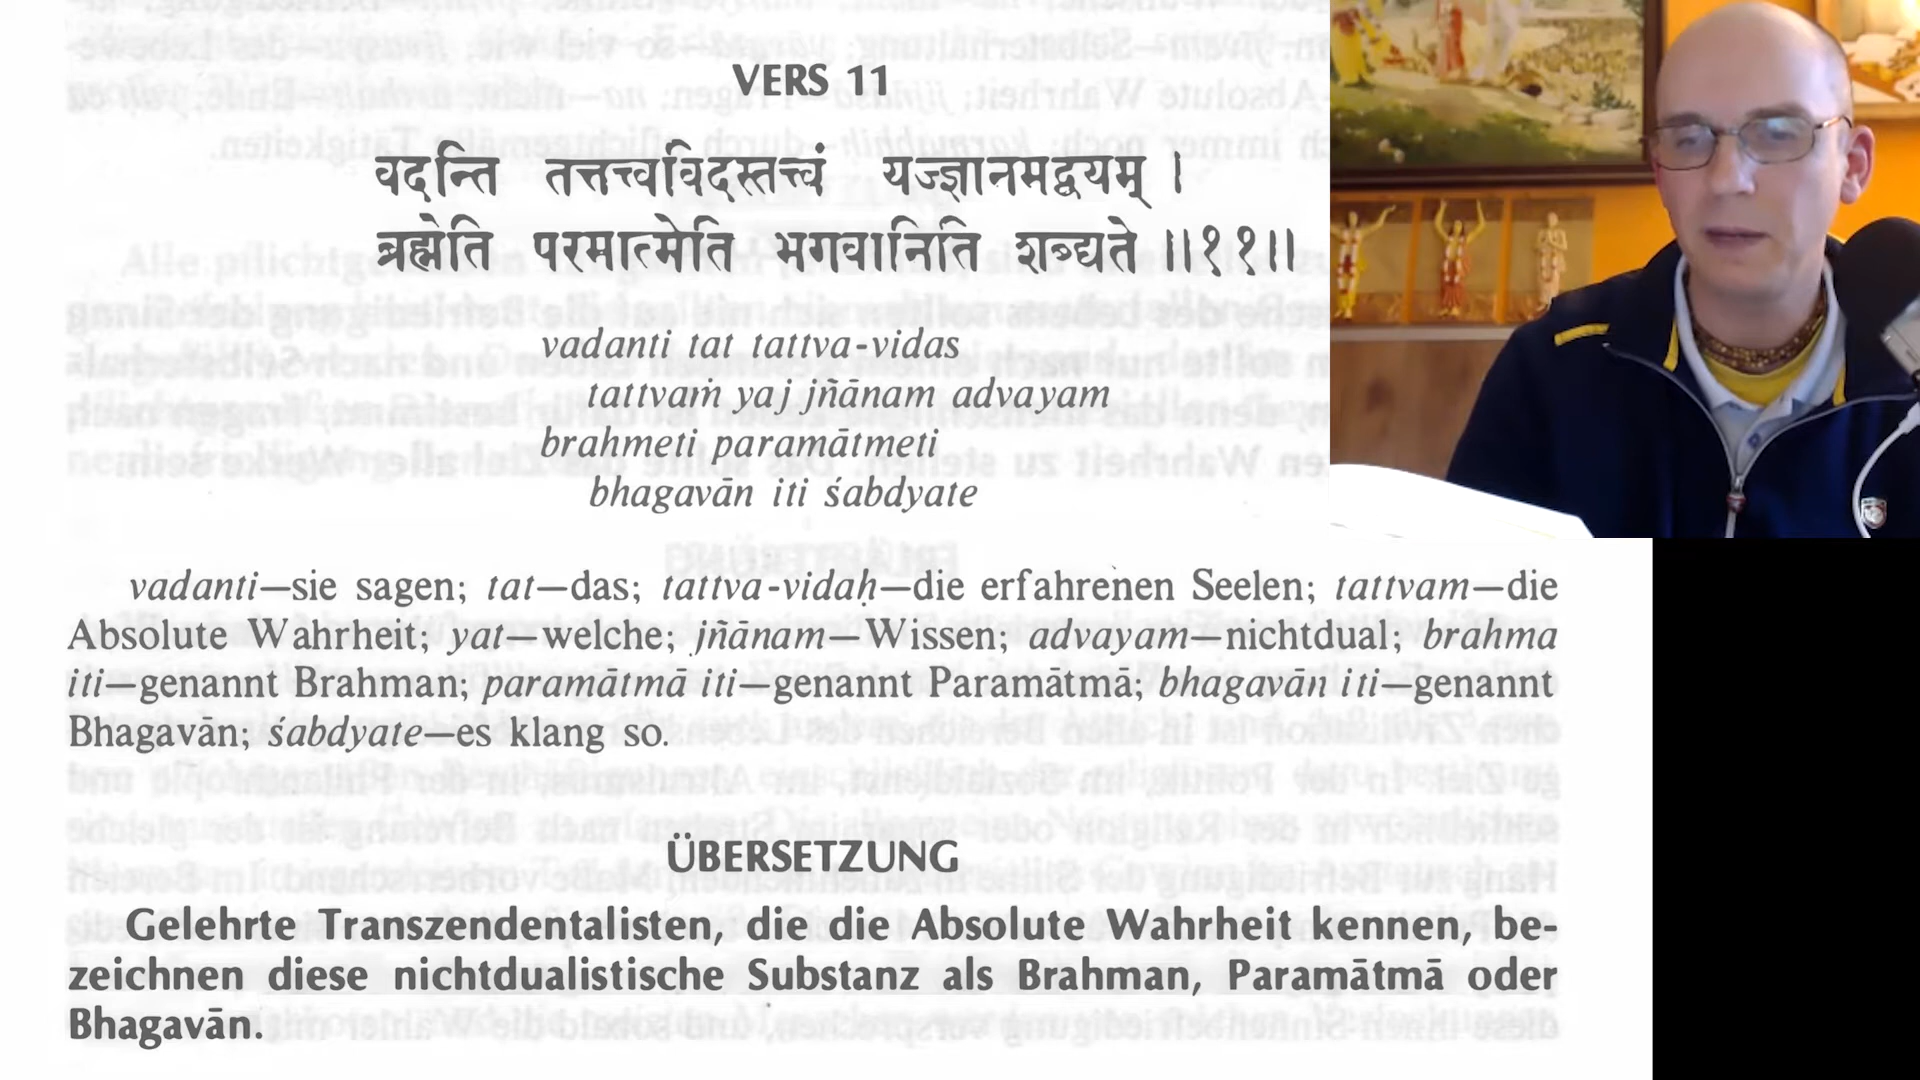 VERS 11
वदन्ति तत्तत्त्वविदस्तत्त्वं यज्ज्ञानमद्वयम् ।
ब्रह्मेति परमात्मेति भगवानिति शब्द्यते ॥११॥
vadanti tat tattva-vidas
tattvaṁ yaj jñānam advayam
brahmeti paramātmeti
bhagavān iti śabdyate
vadanti—sie sagen; tat—das; tattva-vidaḥ—die erfahrenen Seelen; tattvam—die
Absolute Wahrheit; yat—welche; jñānam—Wissen; advayam—nichtdual; brahma
iti—genannt Brahman; paramātmā iti—genannt Paramātmā; bhagavān iti—genannt
Bhagavān; śabdyate—es klang so.
ÜBERSETZUNG
Gelehrte Transzendentalisten, die die Absolute Wahrheit kennen, be-
zeichnen diese nichtdualistische Substanz als Brahman, Paramātmā oder
Bhagavān.